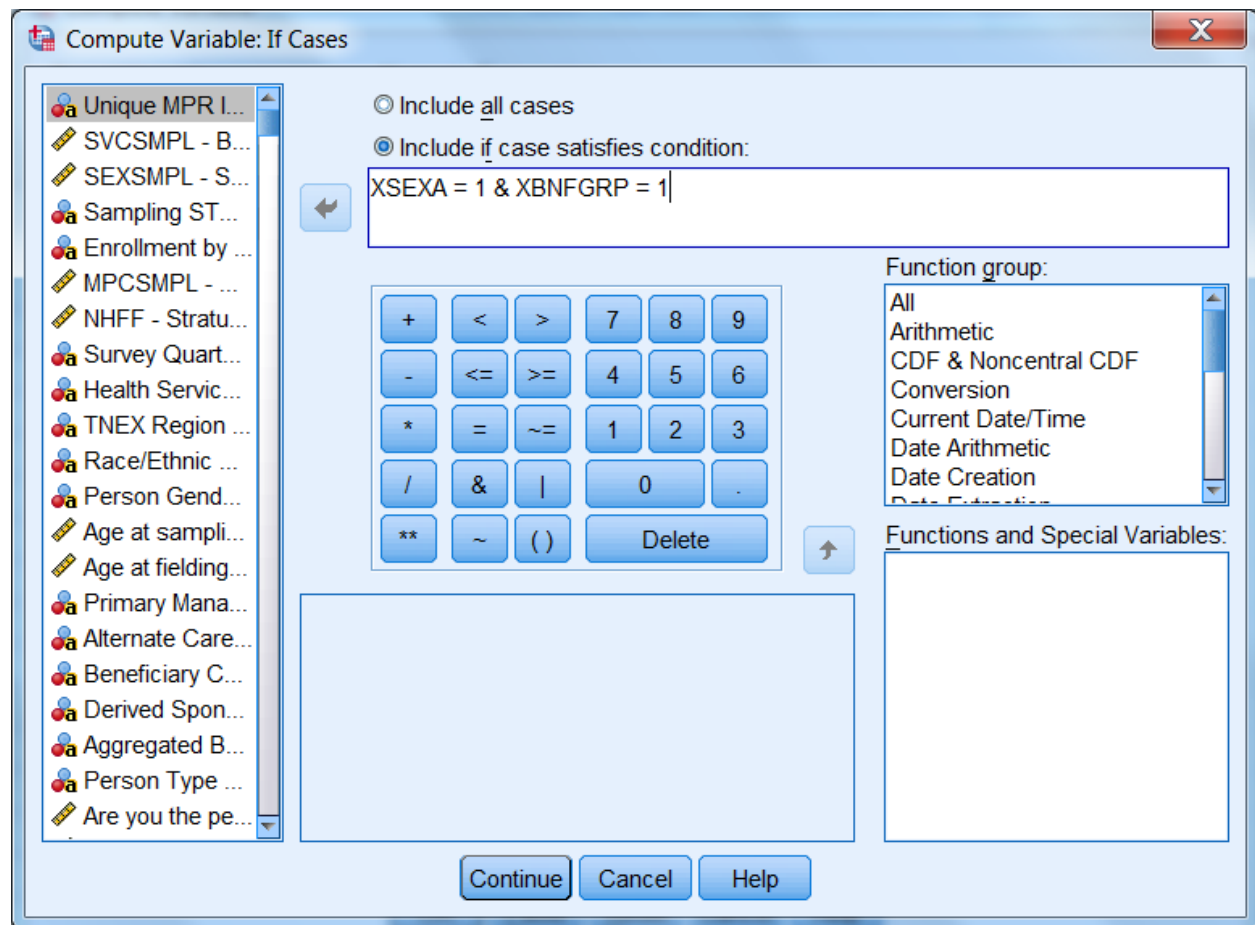 Compute Variable: If Cases
X
Unique MPR I...
SVCSMPL - B...
SEXSMPL - S...
Sampling ST...
Enrollment by ...
MPCSMPL - ...
NHFF - Stratu...
Survey Quart...
Health Servic...
TNEX Region ...
Race/Ethnic ...
Person Gend...
Age at sampli...
Age at fielding...
Primary Mana...
Alternate Care...
Beneficiary C...
Derived Spon...
Aggregated B...
Person Type ...
Are you the pe...
Include all cases
Include if case satisfies condition:
XSEXA = 1 & XBNFGRP = 1
+ < > 7 8 9
- <= >= 4 5 6
* = ~= 1 2 3
/ & | 0 .
** ~ ( ) Delete
Function group:
All
Arithmetic
CDF & Noncentral CDF
Conversion
Current Date/Time
Date Arithmetic
Date Creation
Date Extraction
Functions and Special Variables:
Continue Cancel Help